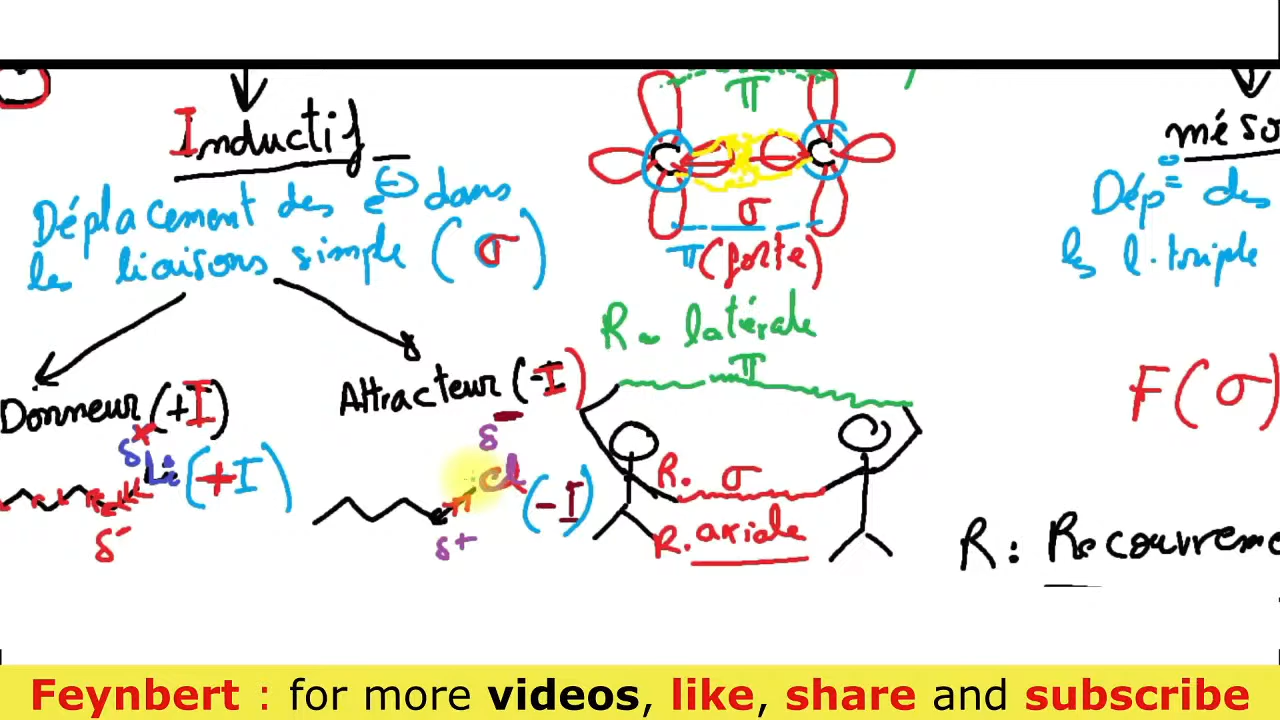 Inductif
Déplacement des e⊖ dans
les liaisons simple (σ)
Donneur (+I)
δ+ Li (+I)
δ-
Attracteur (-I)
δ-
Cl (-I)
δ+
π
C C
σ
π (forte)
R. latérale
π
R. σ
R. axiale
méso
Dép= des
les l. triple
F(σ)
R : Recouvreme
Feynbert : for more videos, like, share and subscribe